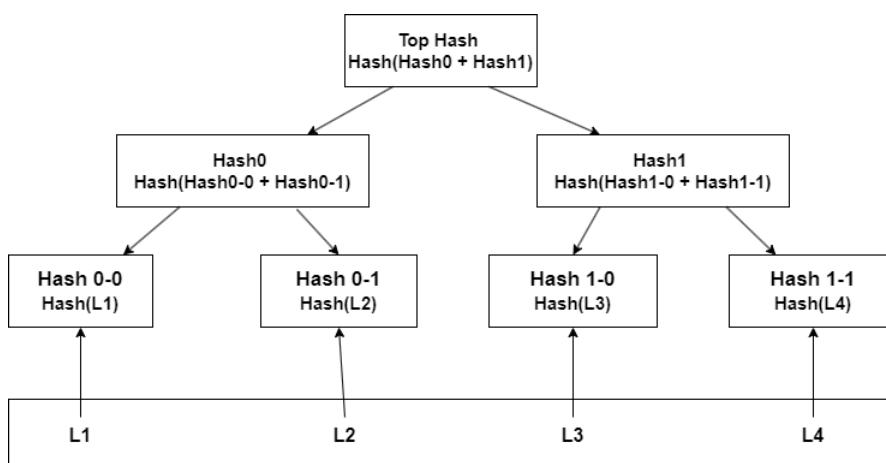 Top Hash
Hash(Hash0 + Hash1)
Hash0
Hash(Hash0-0 + Hash0-1)
Hash1
Hash(Hash1-0 + Hash1-1)
Hash 0-0
Hash(L1)
Hash 0-1
Hash(L2)
Hash 1-0
Hash(L3)
Hash 1-1
Hash(L4)
L1
L2
L3
L4